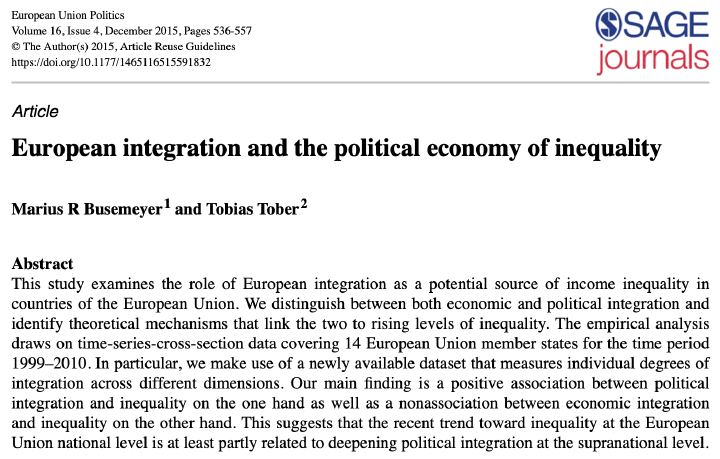 European Union Politics
Volume 16, Issue 4, December 2015, Pages 536-557
© The Author(s) 2015, Article Reuse Guidelines
https://doi.org/10.1177/1465116515591832
SAGE
journals
Article
European integration and the political economy of inequality
Marius R Busemeyer1 and Tobias Tober2
Abstract
This study examines the role of European integration as a potential source of income inequality in
countries of the European Union. We distinguish between both economic and political integration and
identify theoretical mechanisms that link the two to rising levels of inequality. The empirical analysis
draws on time-series-cross-section data covering 14 European Union member states for the time period
1999–2010. In particular, we make use of a newly available dataset that measures individual degrees of
integration across different dimensions. Our main finding is a positive association between political
integration and inequality on the one hand as well as a nonassociation between economic integration
and inequality on the other hand. This suggests that the recent trend toward inequality at the European
Union national level is at least partly related to deepening political integration at the supranational level.